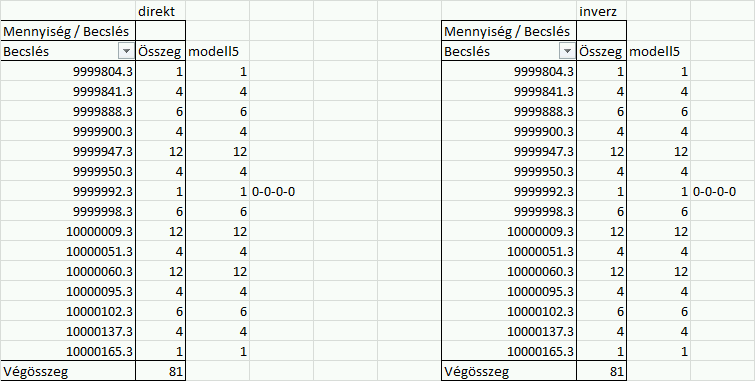 direkt inverz
Mennyiség / Becslés Mennyiség / Becslés
Becslés Összeg modell5 Becslés Összeg modell5
9999804.3 1 1 9999804.3 1 1
9999841.3 4 4 9999841.3 4 4
9999888.3 6 6 9999888.3 6 6
9999900.3 4 4 9999900.3 4 4
9999947.3 12 12 9999947.3 12 12
9999950.3 4 4 9999950.3 4 4
9999992.3 1 1 0-0-0-0 9999992.3 1 1 0-0-0-0
9999998.3 6 6 9999998.3 6 6
10000009.3 12 12 10000009.3 12 12
10000051.3 4 4 10000051.3 4 4
10000060.3 12 12 10000060.3 12 12
10000095.3 4 4 10000095.3 4 4
10000102.3 6 6 10000102.3 6 6
10000137.3 4 4 10000137.3 4 4
10000165.3 1 1 10000165.3 1 1
Végösszeg 81 Végösszeg 81